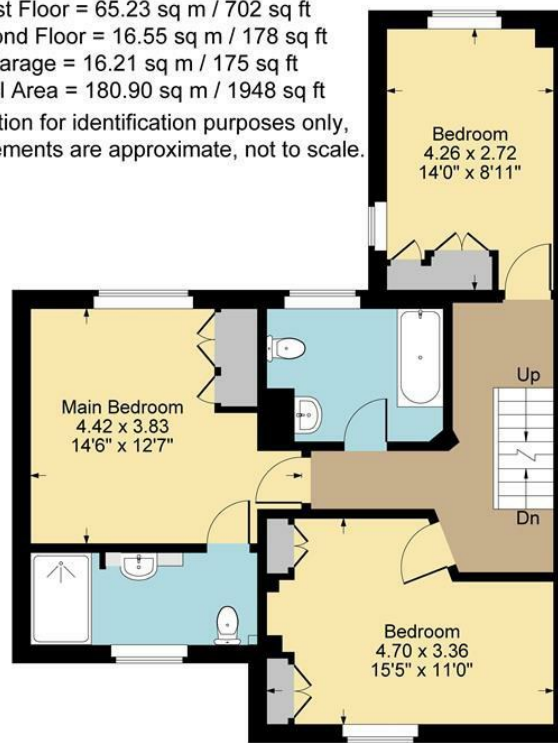 st Floor = 65.23 sq m / 702 sq ft
ond Floor = 16.55 sq m / 178 sq ft
arage = 16.21 sq m / 175 sq ft
l Area = 180.90 sq m / 1948 sq ft
tion for identification purposes only,
ements are approximate, not to scale.
Bedroom
4.26 x 2.72
14'0" x 8'11"
Main Bedroom
4.42 x 3.83
14'6" x 12'7"
Up
Dn
Bedroom
4.70 x 3.36
15'5" x 11'0"